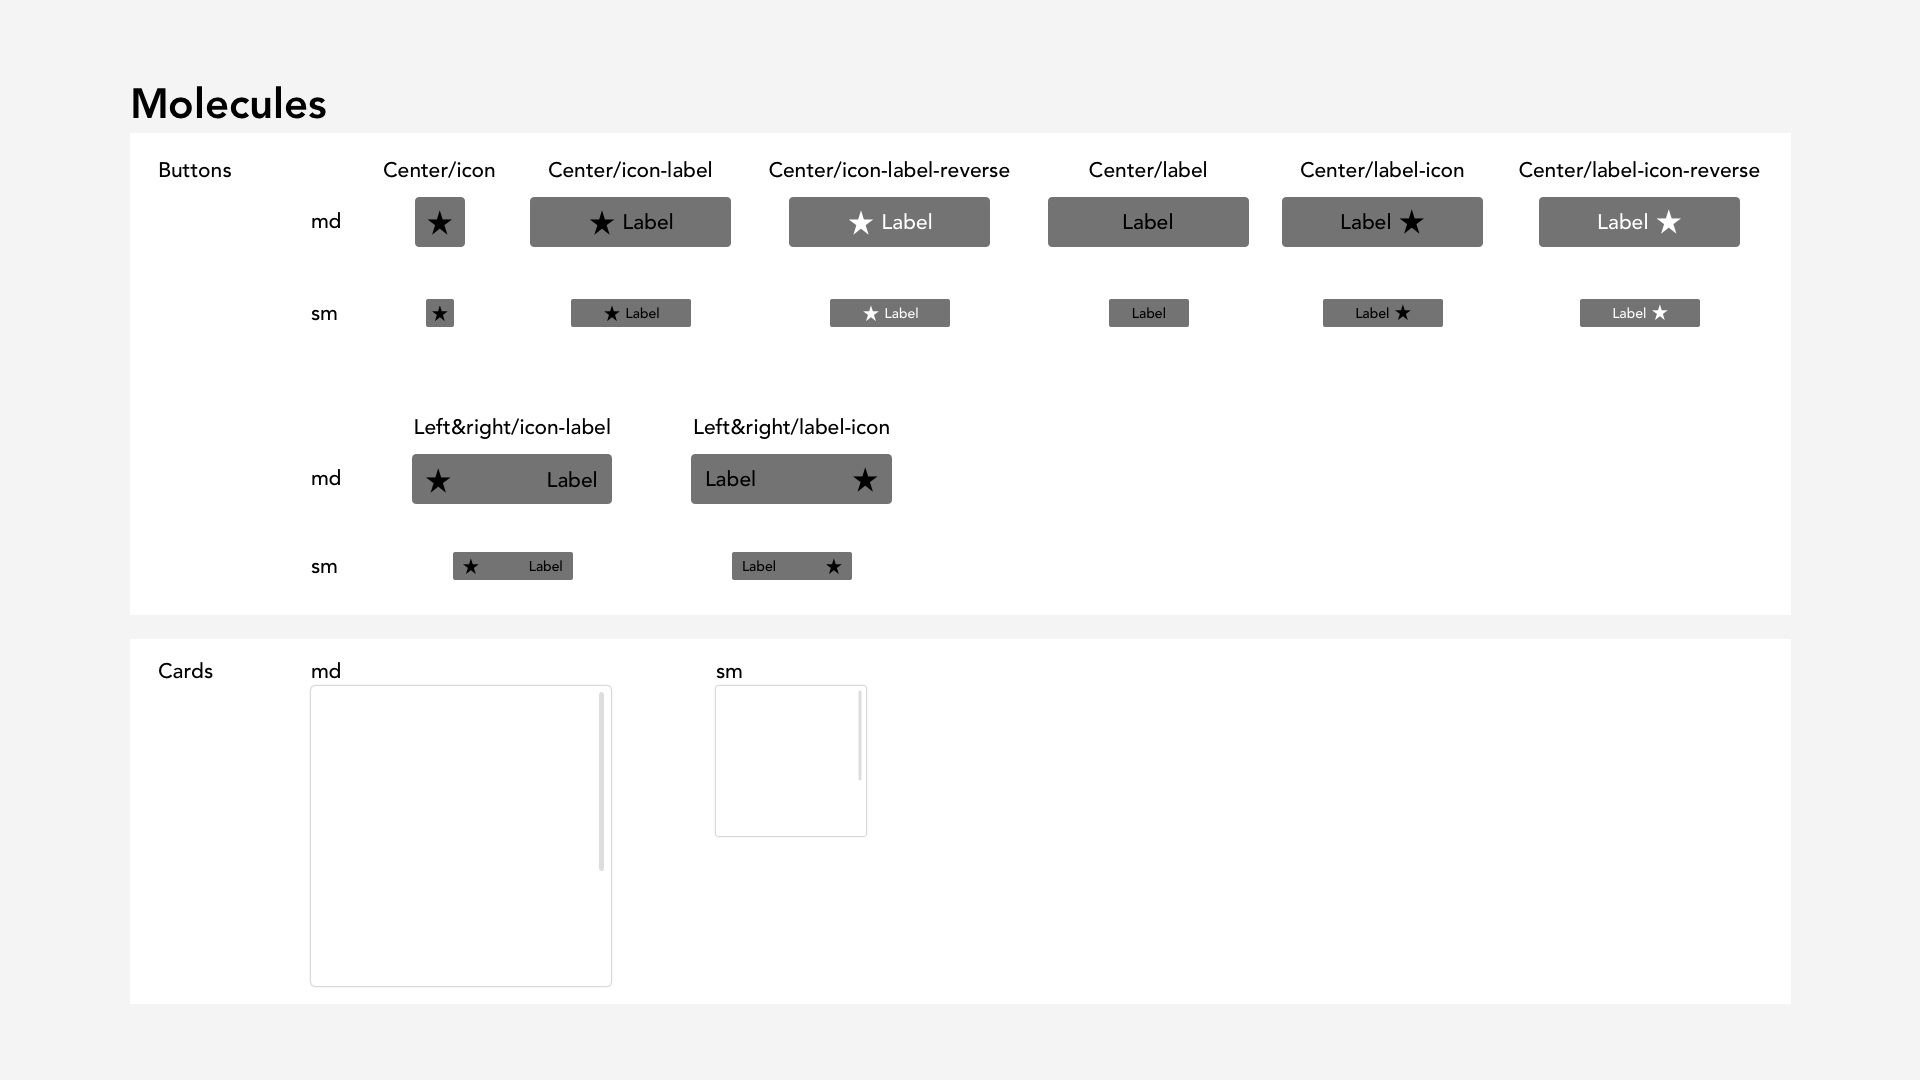 Molecules
Buttons
Center/icon
Center/icon-label
Center/icon-label-reverse
Center/label
Center/label-icon
Center/label-icon-reverse
md
Label
Label
Label
Label
Label
sm
Label
Label
Label
Label
Label
Left&right/icon-label
Left&right/label-icon
md
Label
Label
sm
Label
Label
Cards
md
sm